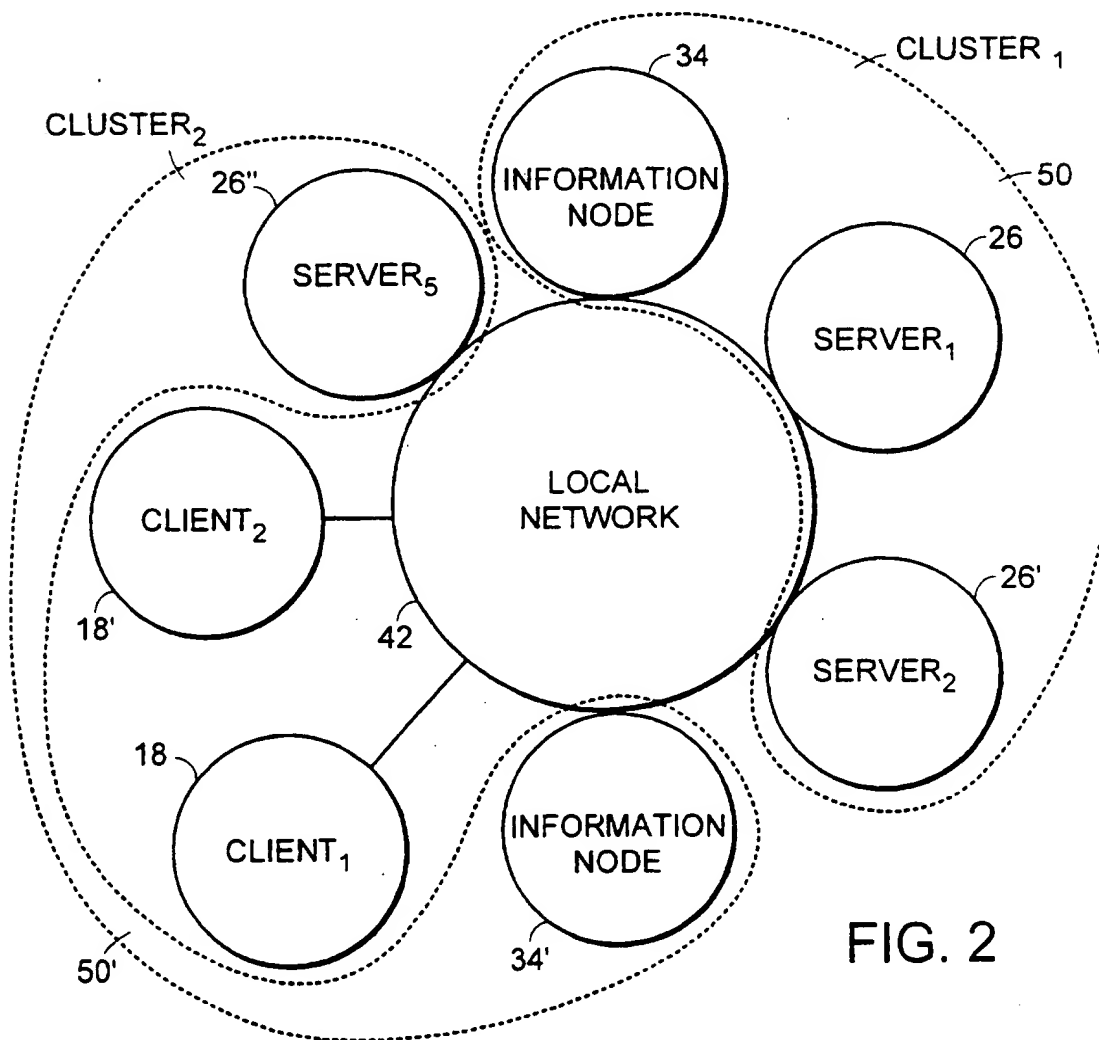 CLUSTER₁
34
CLUSTER₂
INFORMATION
NODE
50
26"
26
SERVER₅
SERVER₁
LOCAL
NETWORK
CLIENT₂
26'
18'
42
SERVER₂
18
INFORMATION
NODE
CLIENT₁
50'
34'
FIG. 2